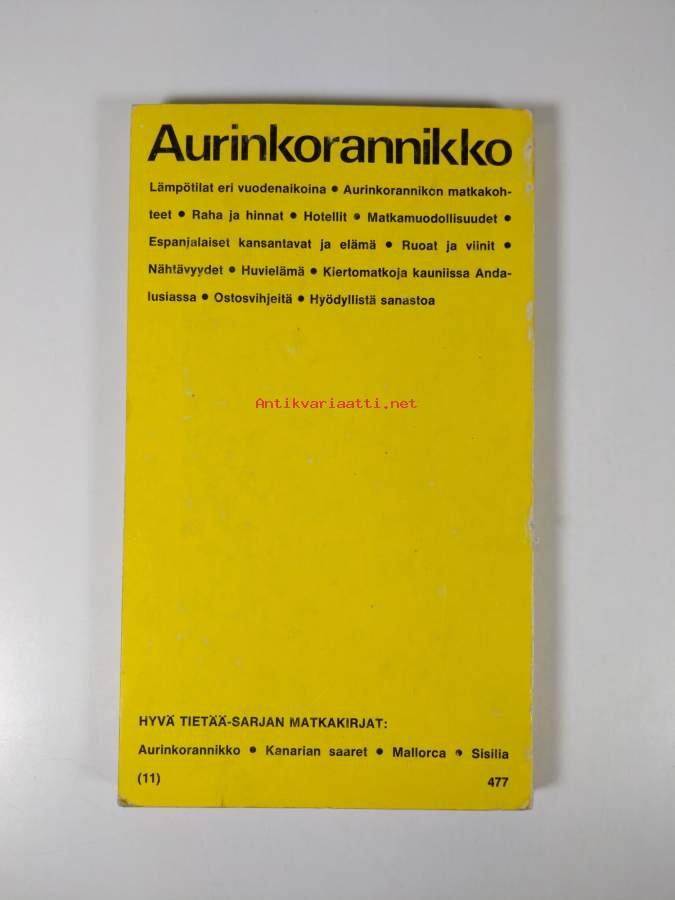 Aurinkorannikko
Lämpötilat eri vuodenaikoina ● Aurinkorannikon matkakoh-
teet ● Raha ja hinnat ● Hotellit ● Matkamuodollisuudet ●
Espanjalaiset kansantavat ja elämä ● Ruoat ja viinit ●
Nähtävyydet ● Huvielämä ● Kiertomatkoja kauniissa Anda-
lusiassa ● Ostosvihjeitä ● Hyödyllistä sanastoa
Antikvariaatti.net
HYVÄ TIETÄÄ-SARJAN MATKAKIRJAT:
Aurinkorannikko ● Kanarian saaret ● Mallorca ● Sisilia
(11) 477